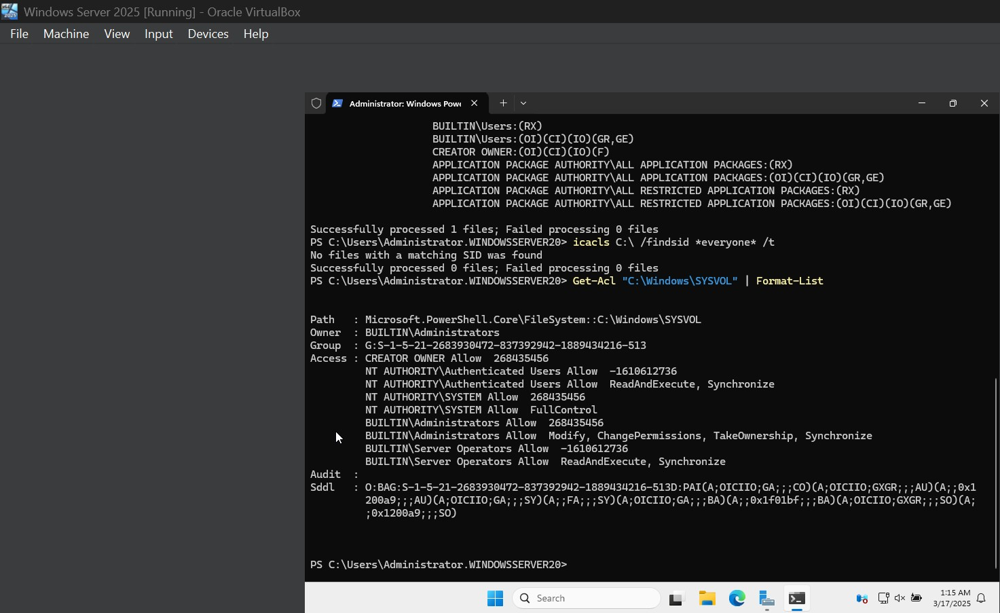 Windows Server 2025 [Running] - Oracle VirtualBox
File Machine View Input Devices Help
Administrator: Windows Powe
BUILTIN\Users:(RX)
BUILTIN\Users:(OI)(CI)(IO)(GR,GE)
CREATOR OWNER:(OI)(CI)(IO)(F)
APPLICATION PACKAGE AUTHORITY\ALL APPLICATION PACKAGES:(RX)
APPLICATION PACKAGE AUTHORITY\ALL APPLICATION PACKAGES:(OI)(CI)(IO)(GR,GE)
APPLICATION PACKAGE AUTHORITY\ALL RESTRICTED APPLICATION PACKAGES:(RX)
APPLICATION PACKAGE AUTHORITY\ALL RESTRICTED APPLICATION PACKAGES:(OI)(CI)(IO)(GR,GE)
Successfully processed 1 files; Failed processing 0 files
PS C:\Users\Administrator.WINDOWSSERVER20> icacls C:\ /findsid *everyone* /t
No files with a matching SID was found
Successfully processed 0 files; Failed processing 0 files
PS C:\Users\Administrator.WINDOWSSERVER20> Get-Acl "C:\Windows\SYSVOL" | Format-List
Path : Microsoft.PowerShell.Core\FileSystem::C:\Windows\SYSVOL
Owner : BUILTIN\Administrators
Group : G:S-1-5-21-2683930472-837392942-1889434216-513
Access : CREATOR OWNER Allow 268435456
NT AUTHORITY\Authenticated Users Allow -1610612736
NT AUTHORITY\Authenticated Users Allow ReadAndExecute, Synchronize
NT AUTHORITY\SYSTEM Allow 268435456
NT AUTHORITY\SYSTEM Allow FullControl
BUILTIN\Administrators Allow 268435456
BUILTIN\Administrators Allow Modify, ChangePermissions, TakeOwnership, Synchronize
BUILTIN\Server Operators Allow -1610612736
BUILTIN\Server Operators Allow ReadAndExecute, Synchronize
Audit :
Sddl : O:BAG:S-1-5-21-2683930472-837392942-1889434216-513D:PAI(A;OICIIO;GA;;;CO)(A;OICIIO;GXGR;;;AU)(A;;0x1
200a9;;;AU)(A;OICIIO;GA;;;SY)(A;;FA;;;SY)(A;OICIIO;GA;;;BA)(A;;0x1f01bf;;;BA)(A;OICIIO;GXGR;;;SO)(A;
;0x1200a9;;;SO)
PS C:\Users\Administrator.WINDOWSSERVER20>
Search
1:15 AM
3/17/2025